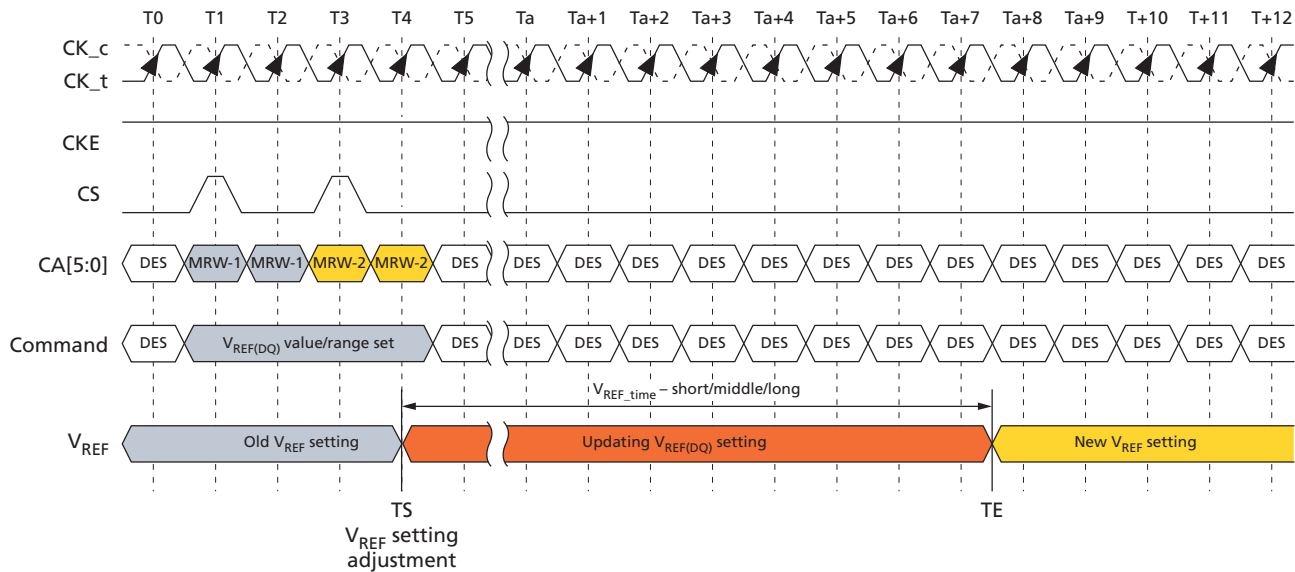 T0 T1 T2 T3 T4 T5 Ta Ta+1 Ta+2 Ta+3 Ta+4 Ta+5 Ta+6 Ta+7 Ta+8 Ta+9 T+10 T+11 T+12
CK_c
CK_t
CKE
CS
CA[5:0] DES MRW-1 MRW-1 MRW-2 MRW-2 DES DES DES DES DES DES DES DES DES DES DES DES DES DES
Command DES VREF(DQ) value/range set DES DES DES DES DES DES DES DES DES DES DES DES DES DES
VREF_time – short/middle/long
VREF Old VREF setting Updating VREF(DQ) setting New VREF setting
TS TE
VREF setting
adjustment